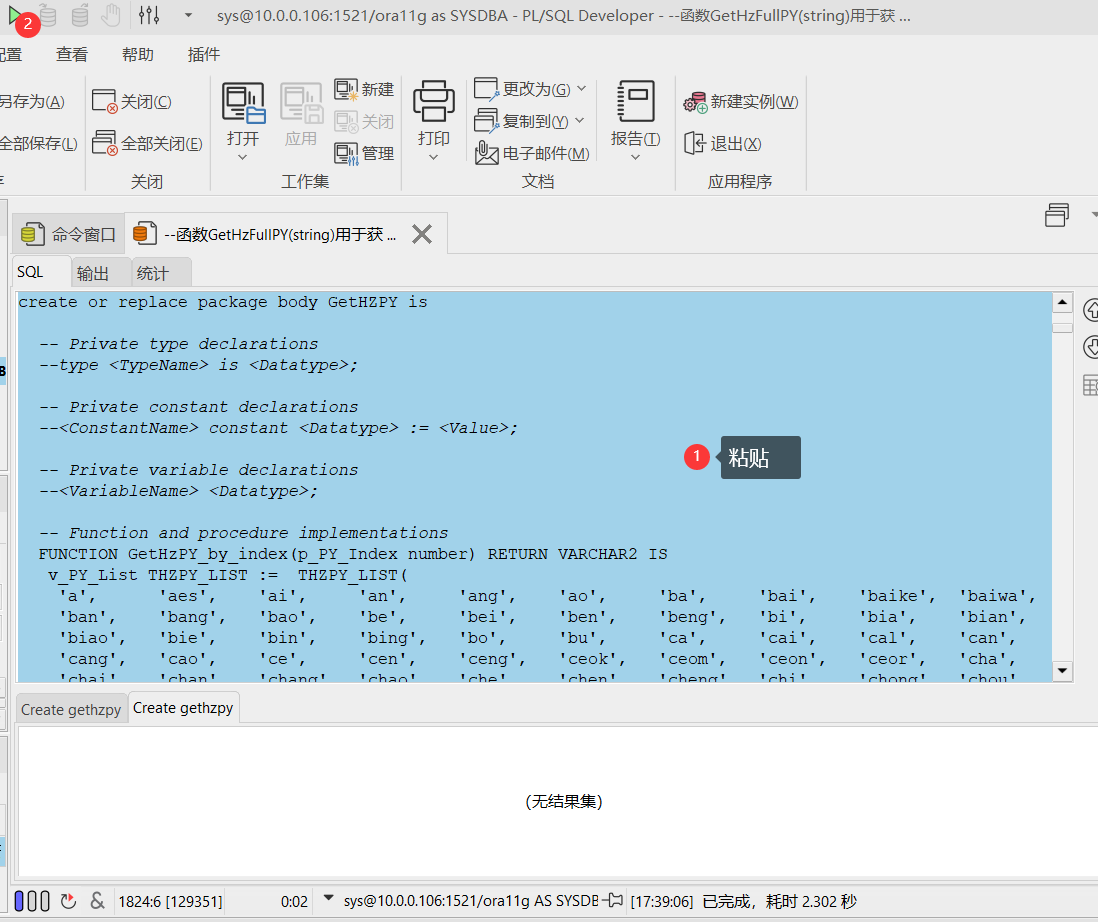 2
sys@10.0.0.106:1521/ora11g as SYSDBA - PL/SQL Developer - --函数GetHzFullPY(string)用于获 ...
配置 查看 帮助 插件
另存为(A)
全部保存(L)
关闭(C)
全部关闭(E)
关闭
打开
应用
新建
关闭
管理
工作集
打印
更改为(G)
复制到(Y)
电子邮件(M)
文档
报告(T)
新建实例(W)
退出(X)
应用程序
命令窗口 --函数GetHzFullPY(string)用于获 ...
SQL 输出 统计
create or replace package body GetHZPY is
-- Private type declarations
--type <TypeName> is <Datatype>;
-- Private constant declarations
--<ConstantName> constant <Datatype> := <Value>;
1 粘贴
-- Private variable declarations
--<VariableName> <Datatype>;
-- Function and procedure implementations
FUNCTION GetHzPY_by_index(p_PY_Index number) RETURN VARCHAR2 IS
v_PY_List THZPY_LIST := THZPY_LIST(
'a', 'aes', 'ai', 'an', 'ang', 'ao', 'ba', 'bai', 'baike', 'baiwa',
'ban', 'bang', 'bao', 'be', 'bei', 'ben', 'beng', 'bi', 'bia', 'bian',
'biao', 'bie', 'bin', 'bing', 'bo', 'bu', 'ca', 'cai', 'cal', 'can',
'cang', 'cao', 'ce', 'cen', 'ceng', 'ceok', 'ceom', 'ceon', 'ceor', 'cha',
'chai' 'chan' 'chang' 'chao' 'che' 'chen' 'cheng' 'chi' 'chong' 'chou'
Create gethzpy Create gethzpy
(无结果集)
1824:6 [129351] 0:02 sys@10.0.0.106:1521/ora11g AS SYSDB [17:39:06] 已完成，耗时 2.302 秒